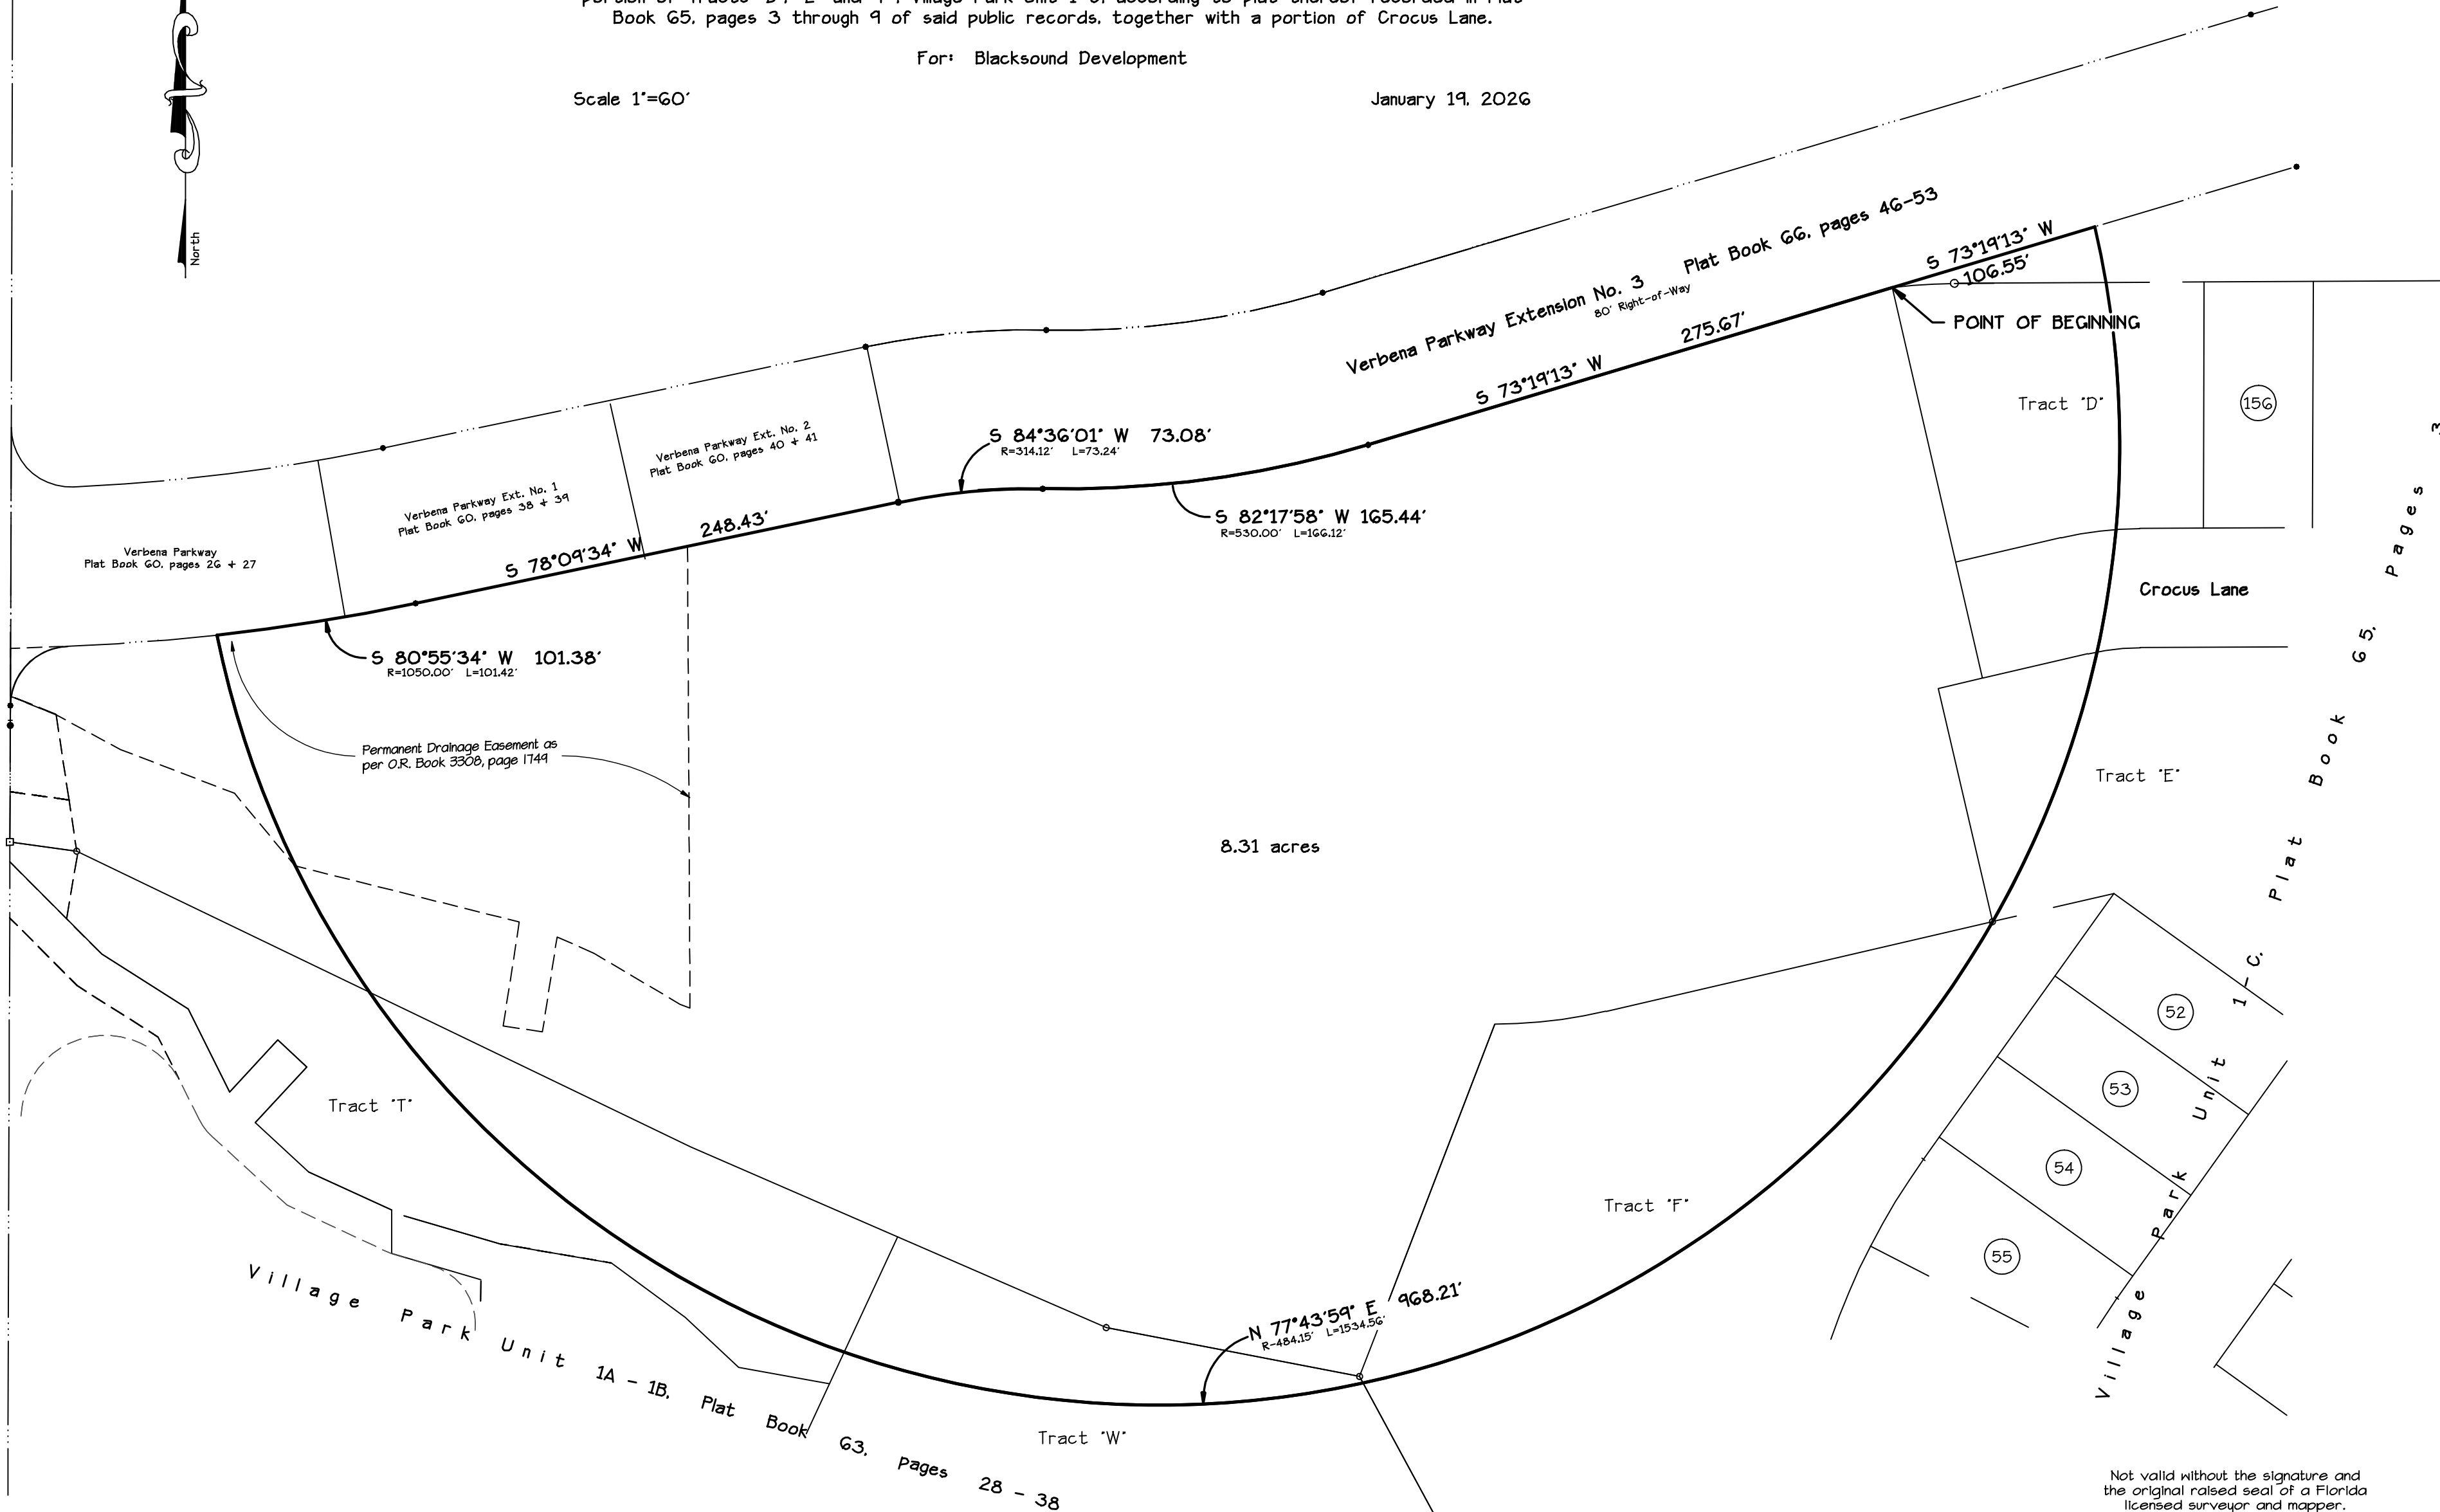 Book 65, pages 3 through 9 of said public records, together with a portion of Crocus Lane.
For: Blacksound Development
Scale 1"=60'
January 19, 2026
North
Verbena Parkway Extension No. 3 Plat Book 66, pages 46-53
80' Right-of-Way
S 73°19'13" W
106.55'
POINT OF BEGINNING
275.67'
S 73°19'13" W
Tract "D"
156
S 84°36'01" W 73.08'
R=314.12' L=73.24'
Verbena Parkway Ext. No. 2
Plat Book 60, pages 40 + 41
Verbena Parkway Ext. No. 1
Plat Book 60, pages 38 + 39
S 82°17'58" W 165.44'
R=530.00' L=166.12'
248.43'
S 78°09'34" W
Verbena Parkway
Plat Book 60, pages 26 + 27
Crocus Lane
S 80°55'34" W 101.38'
R=1050.00' L=101.42'
Permanent Drainage Easement as
per O.R. Book 3308, page 1749
Tract "E"
8.31 acres
52
53
54
55
Tract "T"
Tract "F"
N 77°43'59" E 968.21'
R-484.15' L=1534.56'
Village Park Unit 1A - 1B, Plat Book 63, pages 28 - 38
Village Park Unit 1-C, Plat Book 65, Pages 3
Tract "W"
Not valid without the signature and
the original raised seal of a Florida
licensed surveyor and mapper.